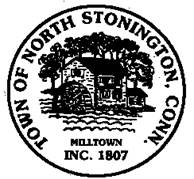 TOWN OF NORTH STONINGTON, CONN.
MILLTOWN
INC. 1807